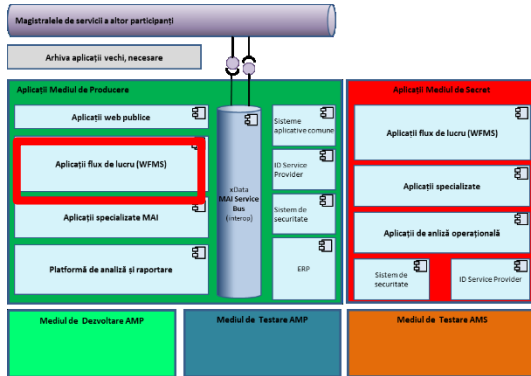 Magistralele de servicii a altor participanți
Arhiva aplicații vechi, necesare
Aplicații Mediul de Producere
Aplicații web publice
Aplicații flux de lucru (WFMS)
Aplicații specializate MAI
Platformă de analiză și raportare
xData
MAI Service
Bus
(interop)
Sisteme
aplicative comune
ID Service
Provider
Sistem de
securitate
ERP
Aplicații Mediul de Secret
Aplicații flux de lucru (WFMS)
Aplicații specializate
Aplicații de anliză operațională
Sistem de
securitate
ID Service Provider
Mediul de Dezvoltare AMP
Mediul de Testare AMP
Mediul de Testare AMS